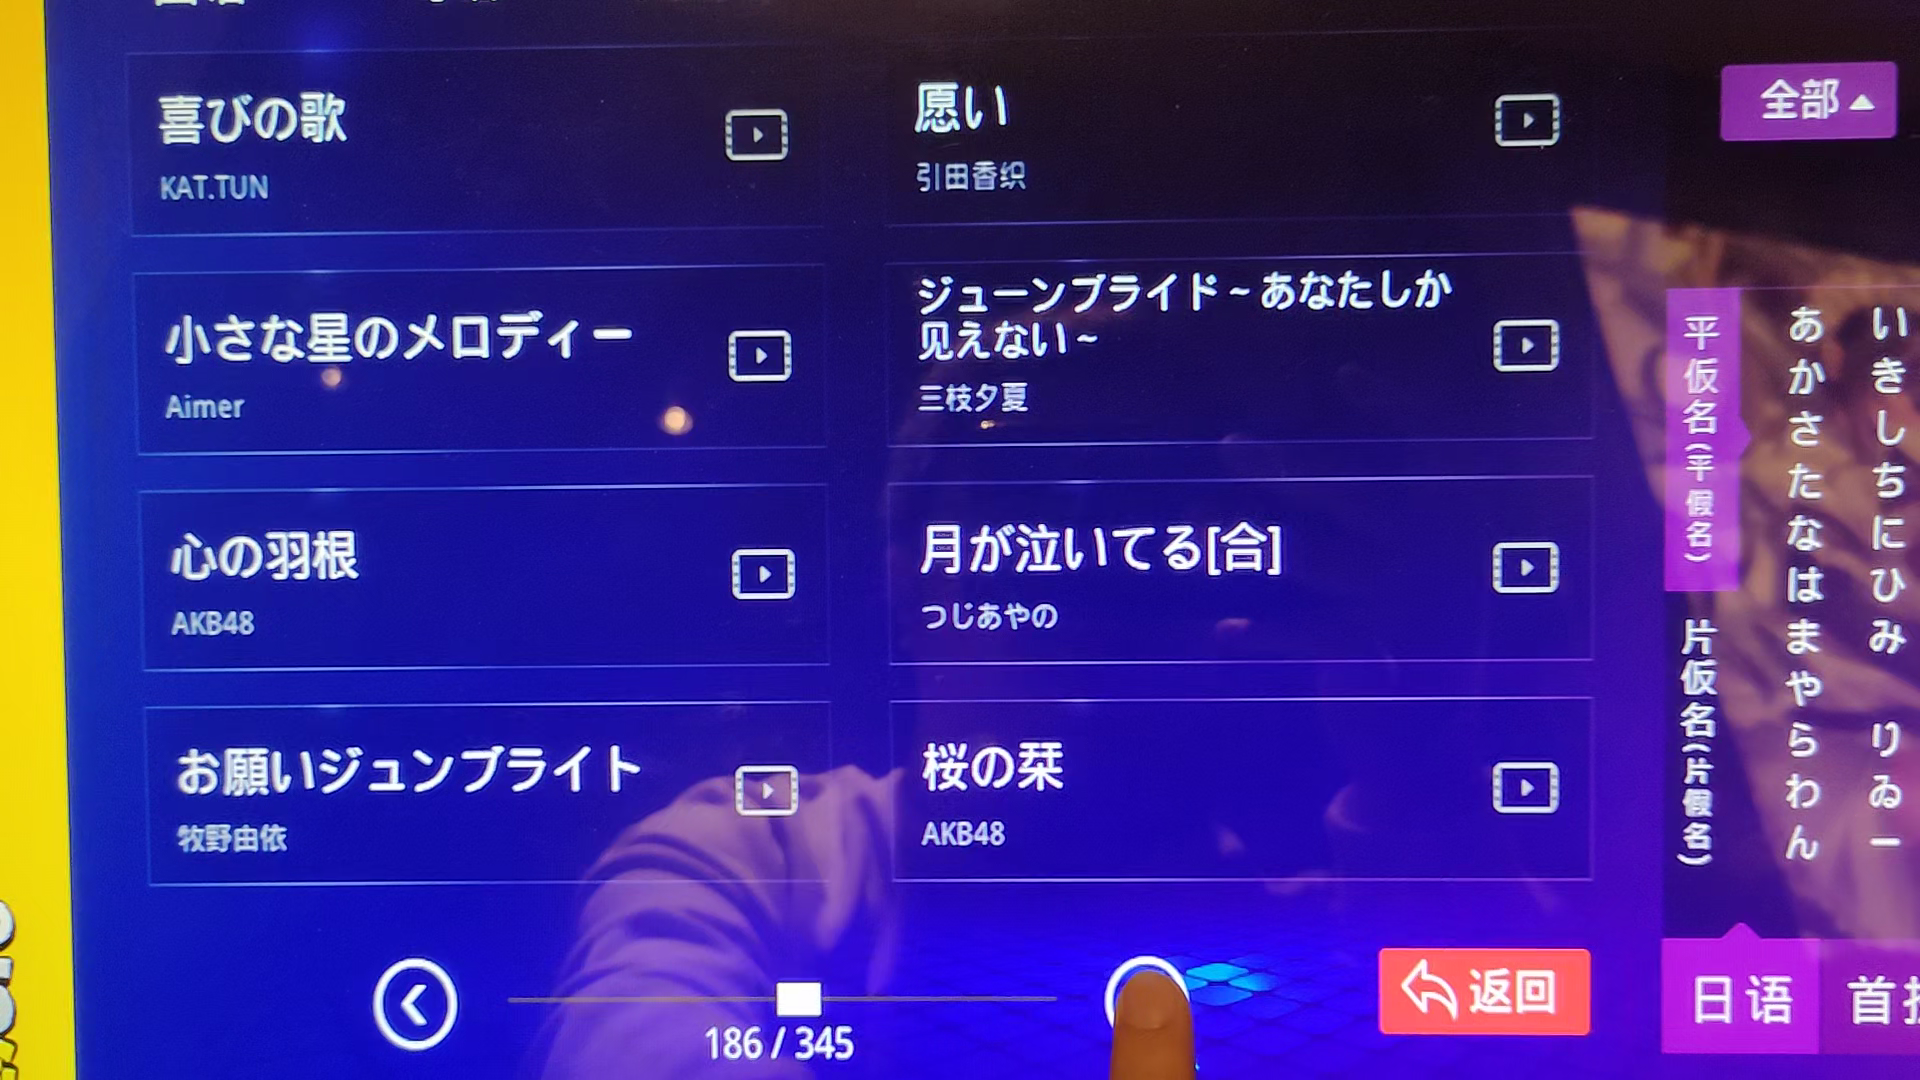 喜びの歌
KAT.TUN
愿い
引田香织
小さな星のメロディー
Aimer
ジューンブライド~あなたしか
见えない~
三枝夕夏
心の羽根
AKB48
月が泣いてる[合]
つじあやの
お願いジュンブライト
牧野由依
桜の栞
AKB48
186 / 345
返回
全部
平仮名(平假名)
片仮名(片假名)
あかさたなはまやらわん
いきしちにひみ りゐー
日语
首